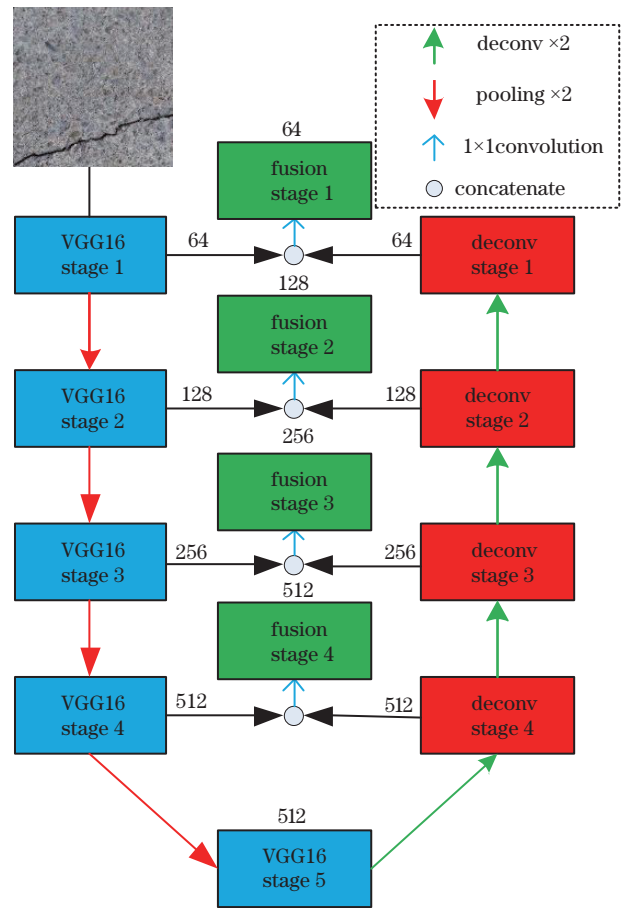 deconv ×2
pooling ×2
1×1convolution
concatenate
64
fusion
stage 1
VGG16
stage 1
64
64
deconv
stage 1
128
fusion
stage 2
VGG16
stage 2
128
128
deconv
stage 2
256
fusion
stage 3
VGG16
stage 3
256
256
deconv
stage 3
512
fusion
stage 4
VGG16
stage 4
512
512
deconv
stage 4
512
VGG16
stage 5